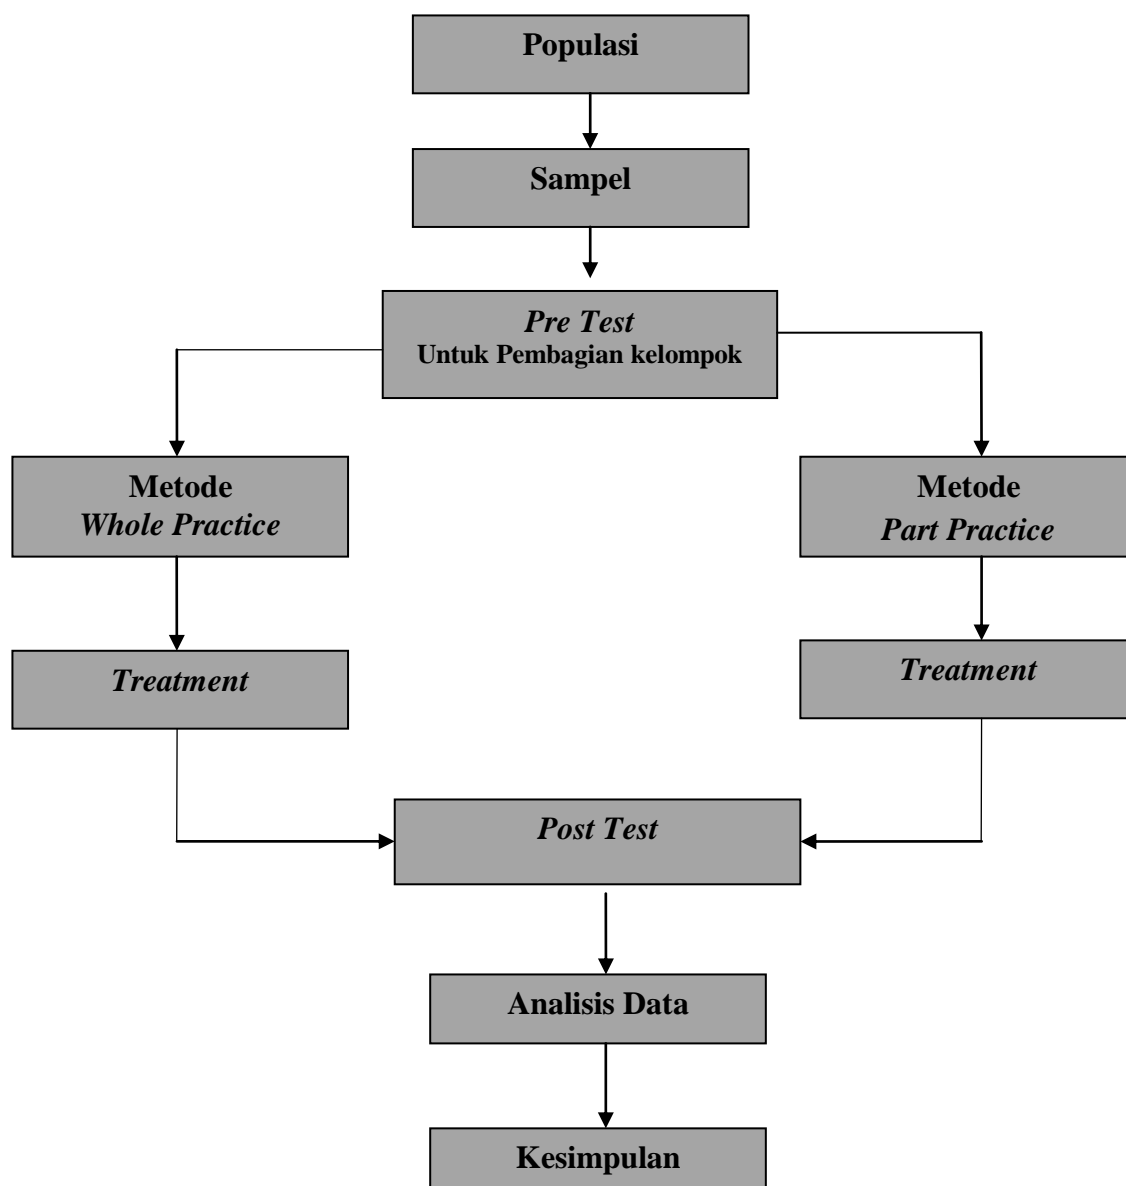 Populasi
Sampel
Pre Test
Untuk Pembagian kelompok
Metode
Whole Practice
Metode
Part Practice
Treatment
Treatment
Post Test
Analisis Data
Kesimpulan